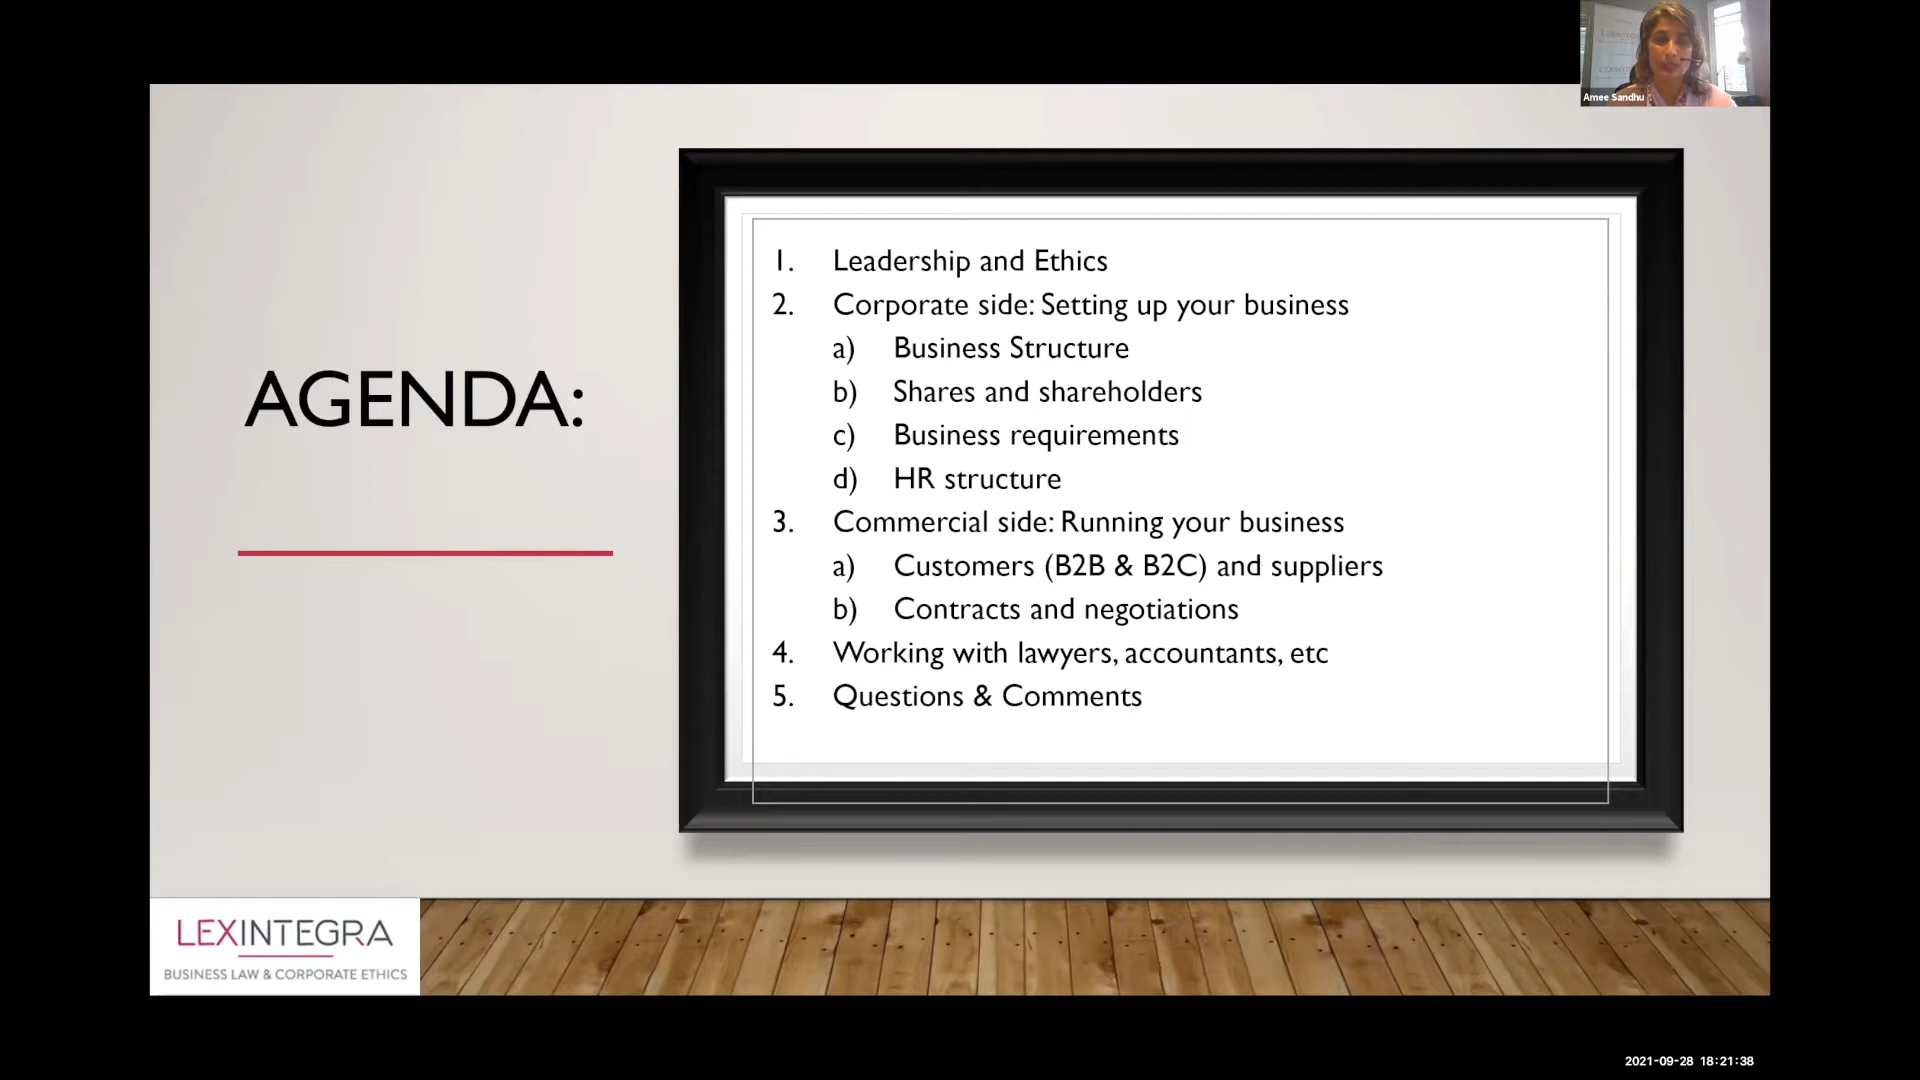 Amee Sandhu
AGENDA:
1. Leadership and Ethics
2. Corporate side: Setting up your business
a) Business Structure
b) Shares and shareholders
c) Business requirements
d) HR structure
3. Commercial side: Running your business
a) Customers (B2B & B2C) and suppliers
b) Contracts and negotiations
4. Working with lawyers, accountants, etc
5. Questions & Comments
LEXINTEGRA
BUSINESS LAW & CORPORATE ETHICS
2021-09-28 18:21:38